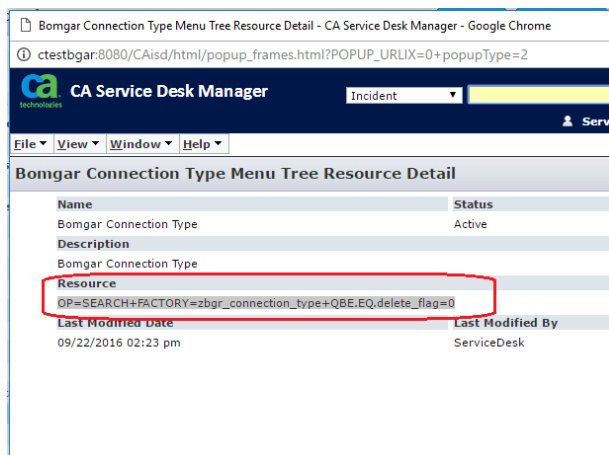 Bomgar Connection Type Menu Tree Resource Detail - CA Service Desk Manager - Google Chrome
ctestbgar:8080/CAisd/html/popup_frames.html?POPUP_URLIX=0+popupType=2
ca technologies CA Service Desk Manager Incident
Serv
File View Window Help
Bomgar Connection Type Menu Tree Resource Detail
Name Status
Bomgar Connection Type Active
Description
Bomgar Connection Type
Resource
OP=SEARCH+FACTORY=zbgr_connection_type+QBE.EQ.delete_flag=0
Last Modified Date Last Modified By
09/22/2016 02:23 pm ServiceDesk